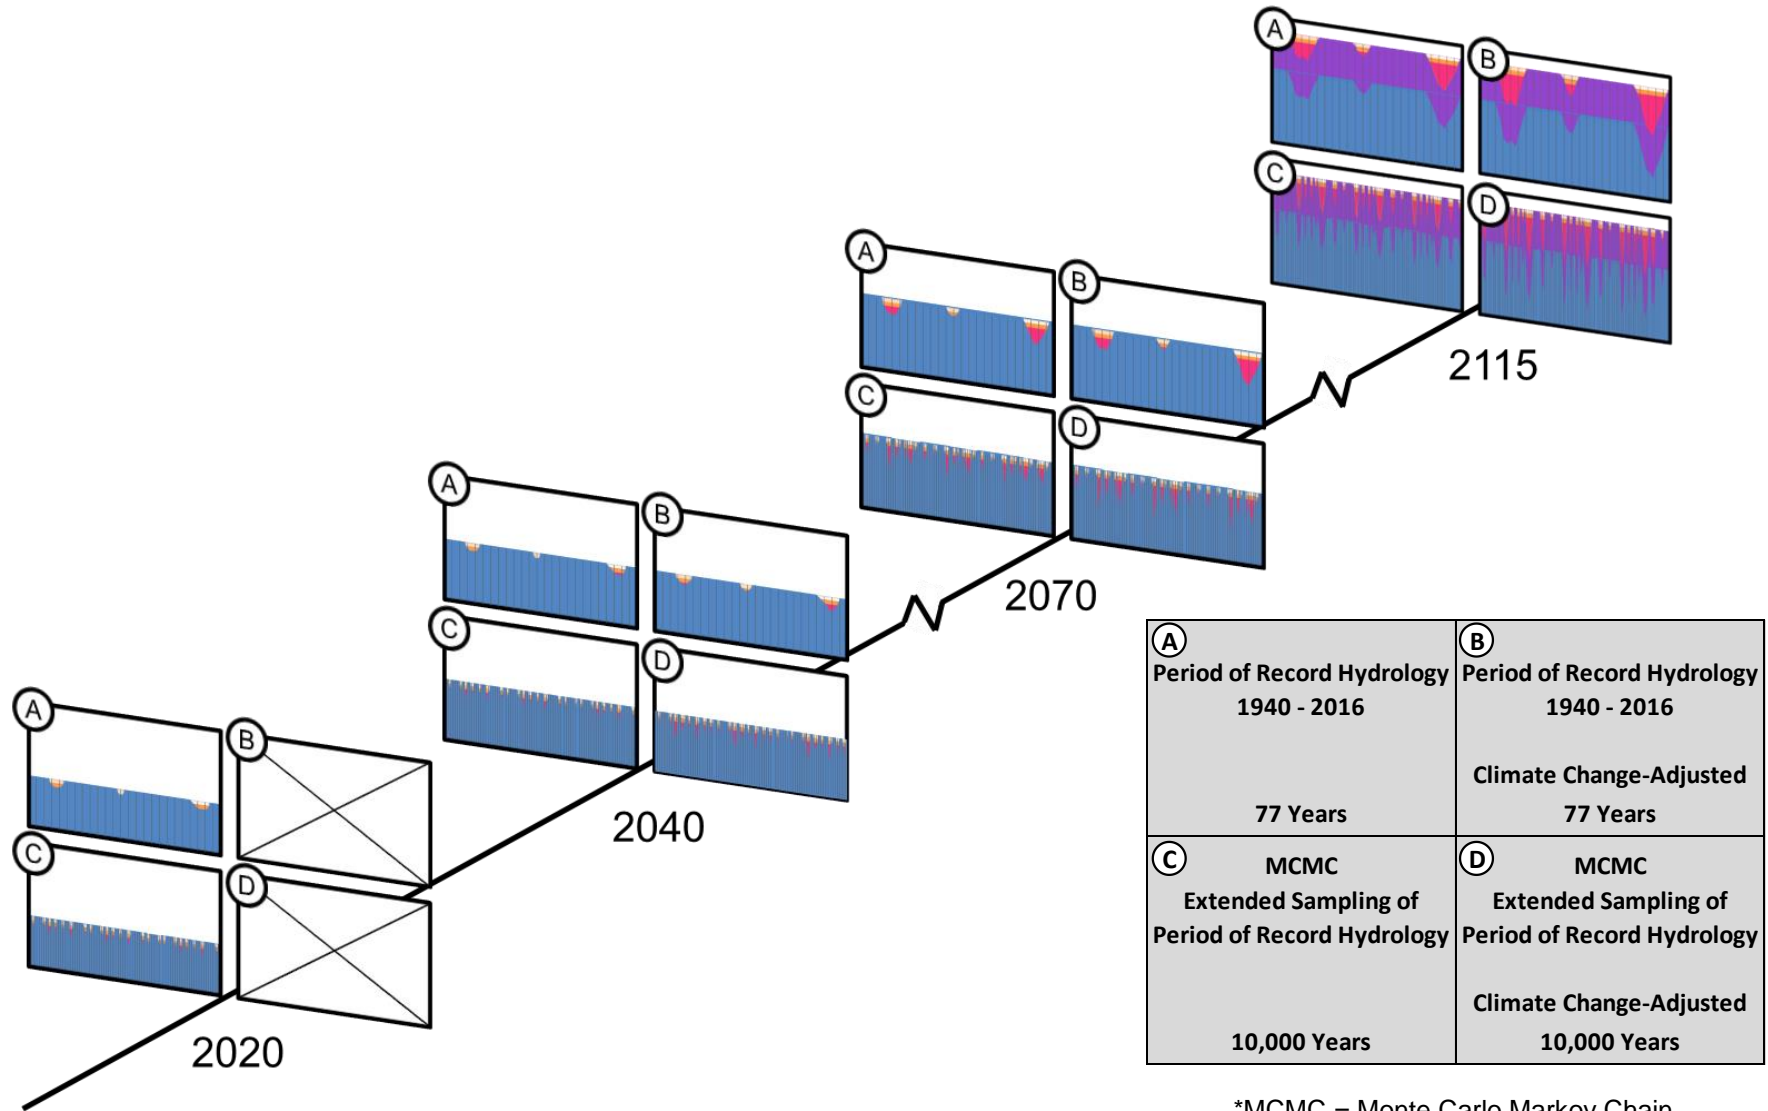 A
B
C
D
2115
A
B
C
D
2070
A
B
C
D
2040
A
B
C
D
2020
A
Period of Record Hydrology
1940 - 2016
77 Years
B
Period of Record Hydrology
1940 - 2016
Climate Change-Adjusted
77 Years
C
MCMC
Extended Sampling of
Period of Record Hydrology
10,000 Years
D
MCMC
Extended Sampling of
Period of Record Hydrology
Climate Change-Adjusted
10,000 Years
*MCMC = Monte Carlo Markov Chain